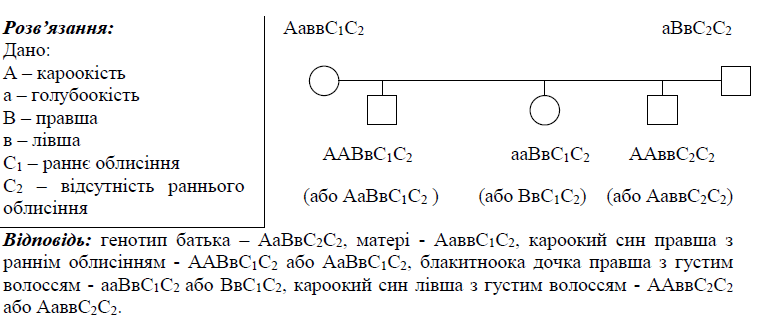 Розв’язання:
Дано:
А – кароокість
а – голубоокість
В – правша
в – лівша
С1 – раннє облисіння
С2 – відсутність раннього
облисіння
АаввС1С2 аВвС2С2
ААВвС1С2 ааВвС1С2 ААввС2С2
(або АаВвС1С2 ) (або ВвС1С2) (або АаввС2С2)
Відповідь: генотип батька – АаВвС2С2, матері - АаввС1С2, кароокий син правша з
раннім облисінням - ААВвС1С2 або АаВвС1С2, блакитноока дочка правша з густим
волоссям - ааВвС1С2 або ВвС1С2, кароокий син лівша з густим волоссям - ААввС2С2
або АаввС2С2.